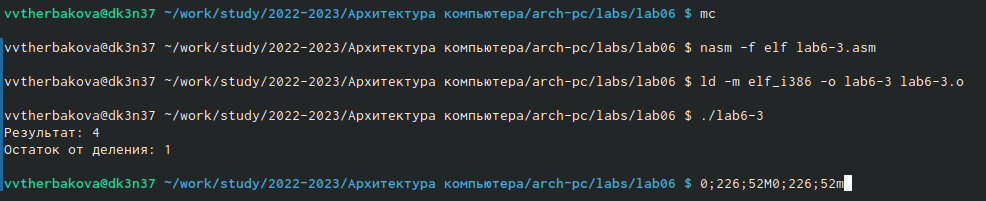 vvtherbakova@dk3n37 ~/work/study/2022-2023/Архитектура компьютера/arch-pc/labs/lab06 $ mc
vvtherbakova@dk3n37 ~/work/study/2022-2023/Архитектура компьютера/arch-pc/labs/lab06 $ nasm -f elf lab6-3.asm
vvtherbakova@dk3n37 ~/work/study/2022-2023/Архитектура компьютера/arch-pc/labs/lab06 $ ld -m elf_i386 -o lab6-3 lab6-3.o
vvtherbakova@dk3n37 ~/work/study/2022-2023/Архитектура компьютера/arch-pc/labs/lab06 $ ./lab6-3
Результат: 4
Остаток от деления: 1
vvtherbakova@dk3n37 ~/work/study/2022-2023/Архитектура компьютера/arch-pc/labs/lab06 $ 0;226;52M0;226;52m